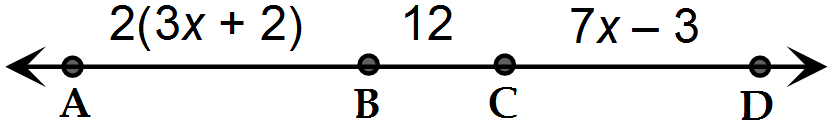 2(3x + 2) 12 7x – 3
A B C D